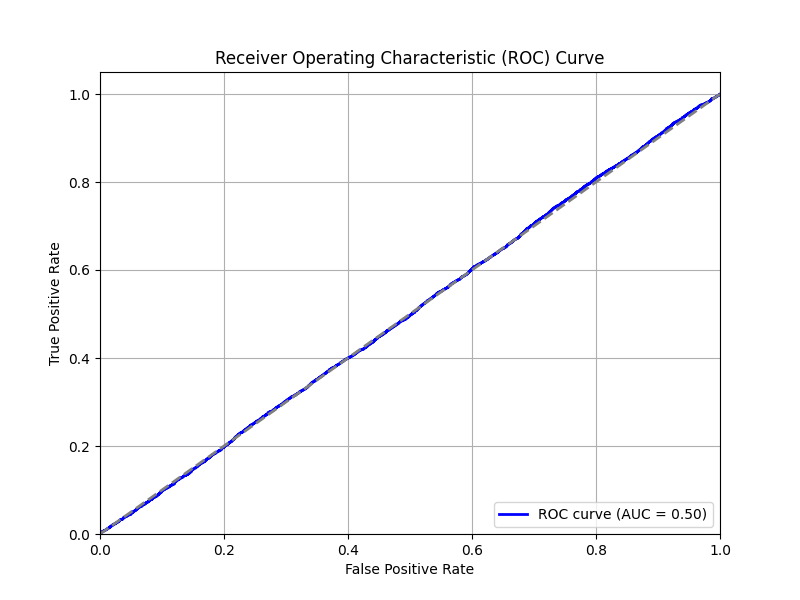 Receiver Operating Characteristic (ROC) Curve
1.0
0.8
0.6
0.4
0.2
0.0
True Positive Rate
ROC curve (AUC = 0.50)
0.0 0.2 0.4 0.6 0.8 1.0
False Positive Rate